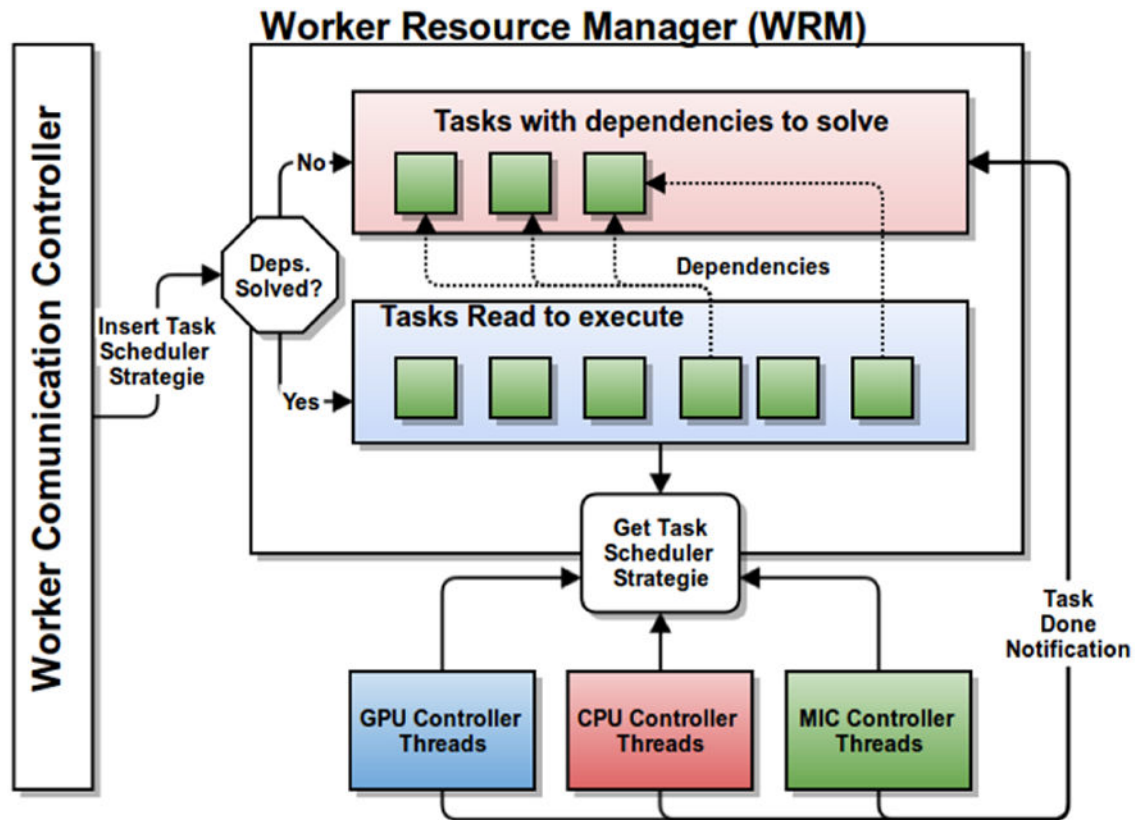 Worker Resource Manager (WRM)
Worker Comunication Controller
Tasks with dependencies to solve
No
Deps.
Solved?
Dependencies
Insert Task
Scheduler
Strategie
Tasks Read to execute
Yes
Get Task
Scheduler
Strategie
Task
Done
Notification
GPU Controller
Threads
CPU Controller
Threads
MIC Controller
Threads